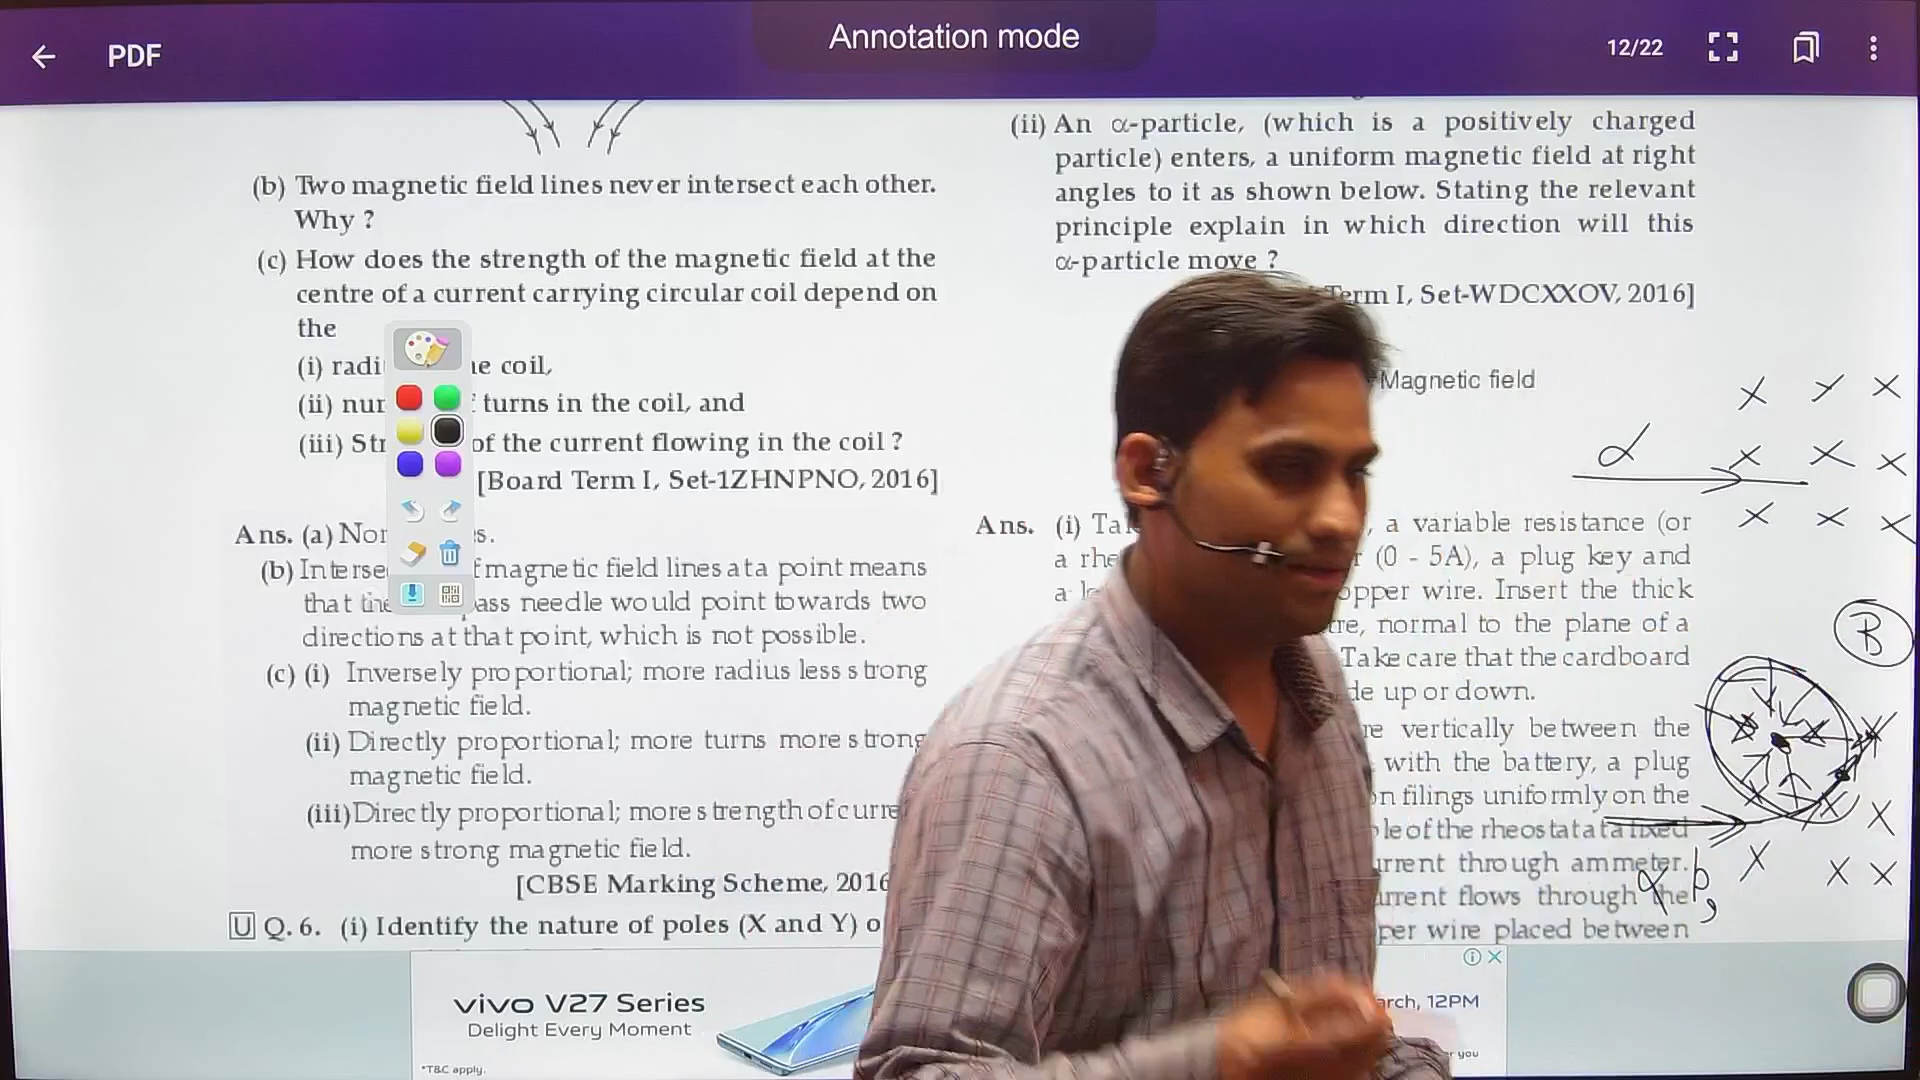 PDF
Annotation mode
12/22
(b) Two magnetic field lines never intersect each other.
Why ?
(c) How does the strength of the magnetic field at the
centre of a current carrying circular coil depend on
the
(i) radi he coil,
(ii) nur f turns in the coil, and
(iii) Str of the current flowing in the coil ?
[Board Term I, Set-1ZHNPNO, 2016]
Ans. (a) Nor s.
(b) Interse f magnetic field lines at a point means
that the pass needle would point towards two
directions at that point, which is not possible.
(c) (i) Inversely proportional; more radius less strong
magnetic field.
(ii) Directly proportional; more turns more strong
magnetic field.
(iii) Directly proportional; more strength of curre
more strong magnetic field.
[CBSE Marking Scheme, 2016
U Q. 6. (i) Identify the nature of poles (X and Y) o
(ii) An α-particle, (which is a positively charged
particle) enters, a uniform magnetic field at right
angles to it as shown below. Stating the relevant
principle explain in which direction will this
α-particle move ?
Term I, Set-WDCXXOV, 2016]
Magnetic field
α
X X X
X X X
X X X
Ans. (i) Tak , a variable resistance (or
a rhe r (0 - 5A), a plug key and
a lo opper wire. Insert the thick
tre, normal to the plane of a
Take care that the cardboard
de up or down.
re vertically between the
with the battery, a plug
on filings uniformly on the
ble of the rheostat at a fixed
urrent through ammeter.
urrent flows through the
per wire placed between
B
X
X X X
α p,
vivo V27 Series
Delight Every Moment
*T&C apply.
arch, 12PM
r you